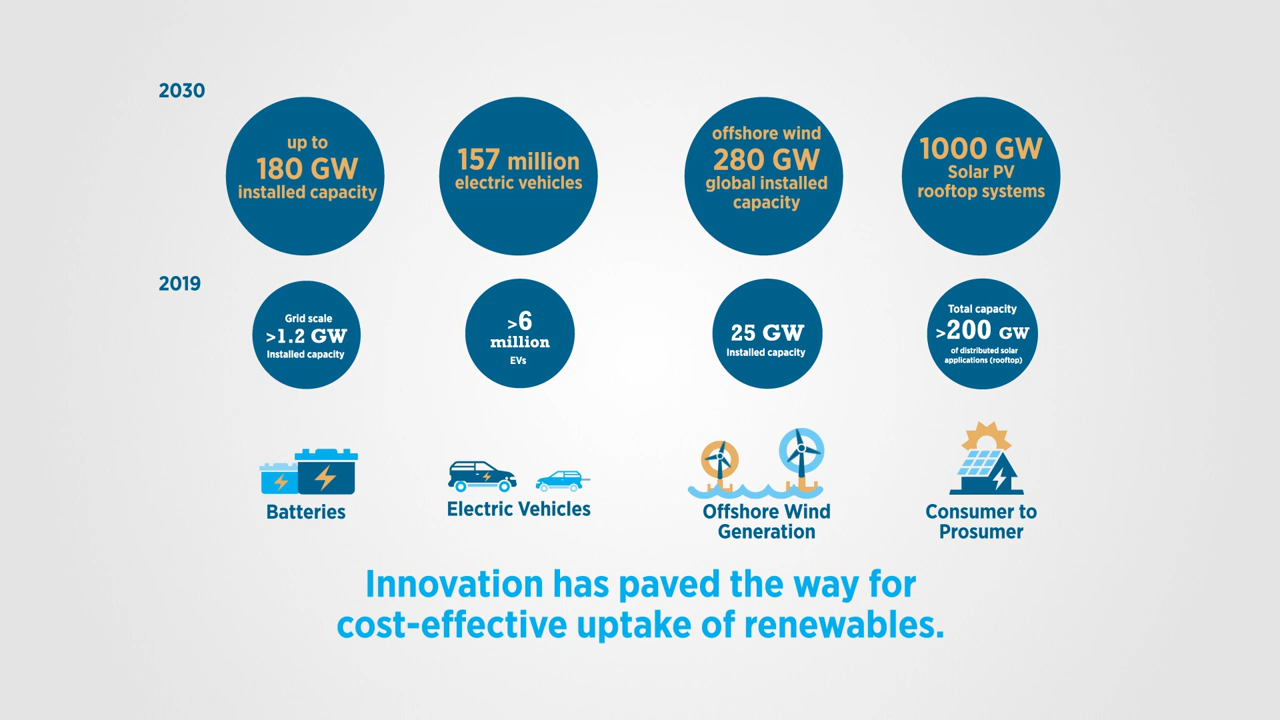 2030
up to
180 GW
installed capacity
157 million
electric vehicles
offshore wind
280 GW
global installed
capacity
1000 GW
Solar PV
rooftop systems
2019
Grid scale
>1.2 GW
Installed capacity
>6
million
EVs
25 GW
Installed capacity
Total capacity
>200 GW
of distributed solar
applications (rooftop)
Batteries
Electric Vehicles
Offshore Wind
Generation
Consumer to
Prosumer
Innovation has paved the way for
cost-effective uptake of renewables.